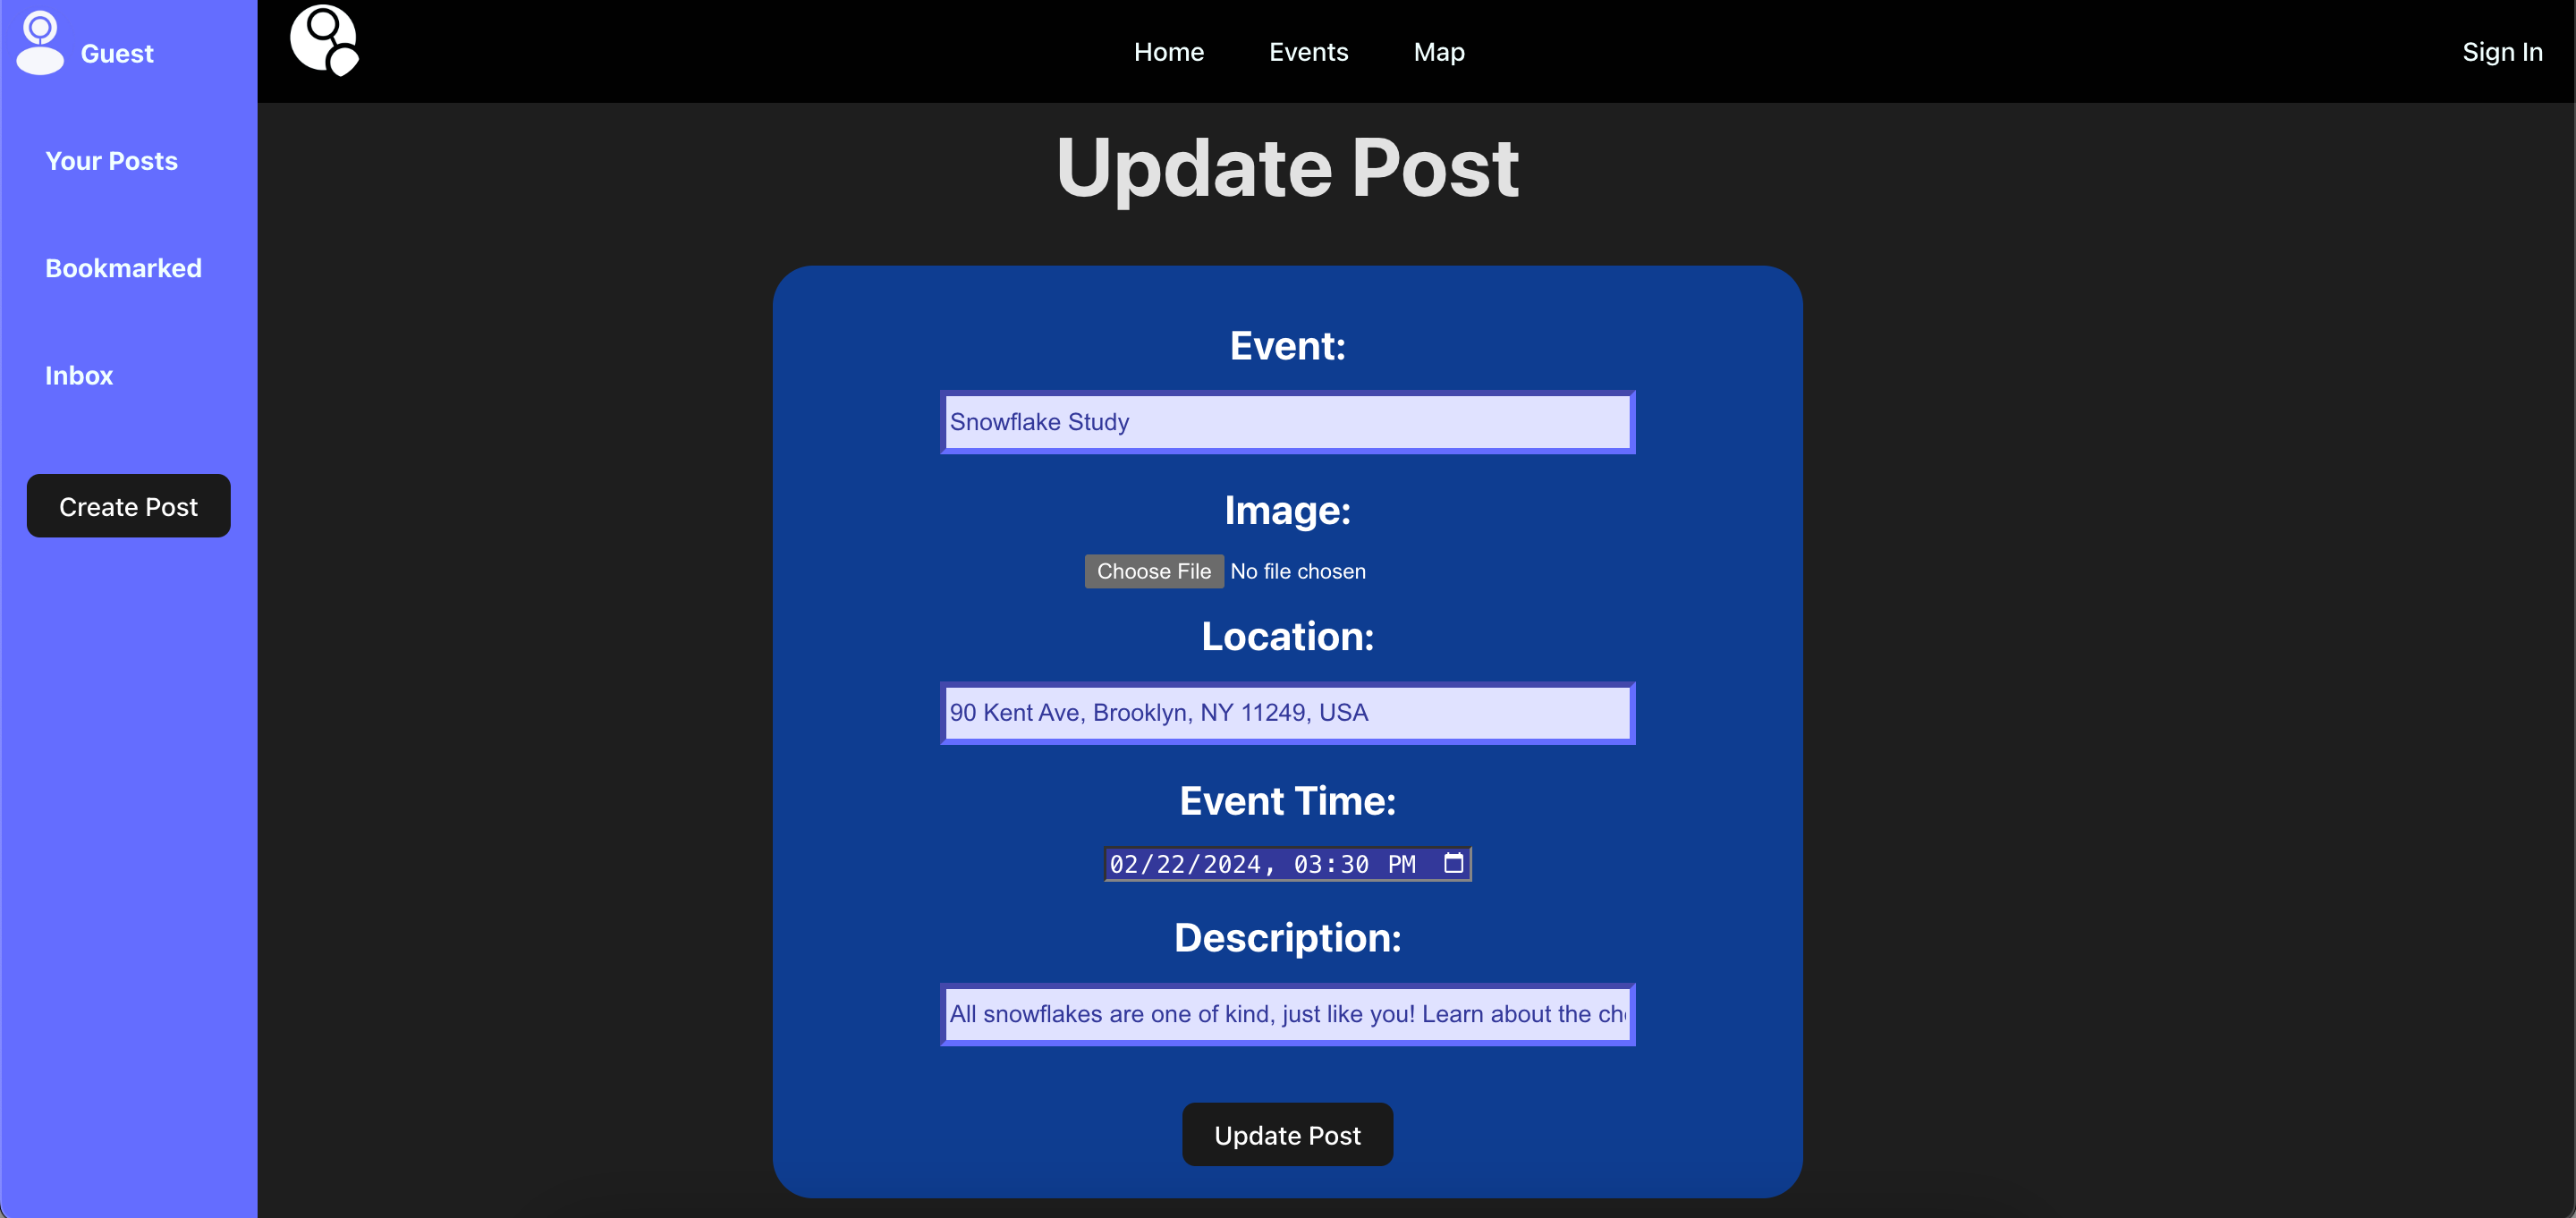 Guest
Home Events Map
Sign In
Your Posts
Bookmarked
Inbox
Create Post
Update Post
Event:
Snowflake Study
Image:
Choose File No file chosen
Location:
90 Kent Ave, Brooklyn, NY 11249, USA
Event Time:
02/22/2024, 03:30 PM
Description:
All snowflakes are one of kind, just like you! Learn about the
Update Post